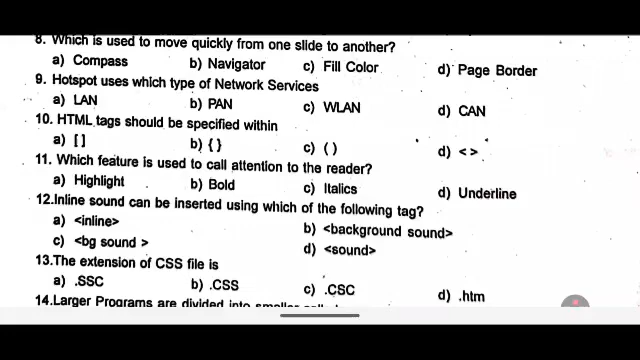 8. Which is used to move quickly from one slide to another?
a) Compass b) Navigator c) Fill Color d) Page Border
9. Hotspot uses which type of Network Services
a) LAN b) PAN c) WLAN d) CAN
10. HTML tags should be specified within
a) [ ] b) { } c) ( ) d) < >
11. Which feature is used to call attention to the reader?
a) Highlight b) Bold c) Italics d) Underline
12.Inline sound can be inserted using which of the following tag?
a) <inline> b) <background sound>
c) <bg sound > d) <sound>
13.The extension of CSS file is
a) .SSC b) .CSS c) .CSC d) .htm
14.Larger Programs are divided into smaller